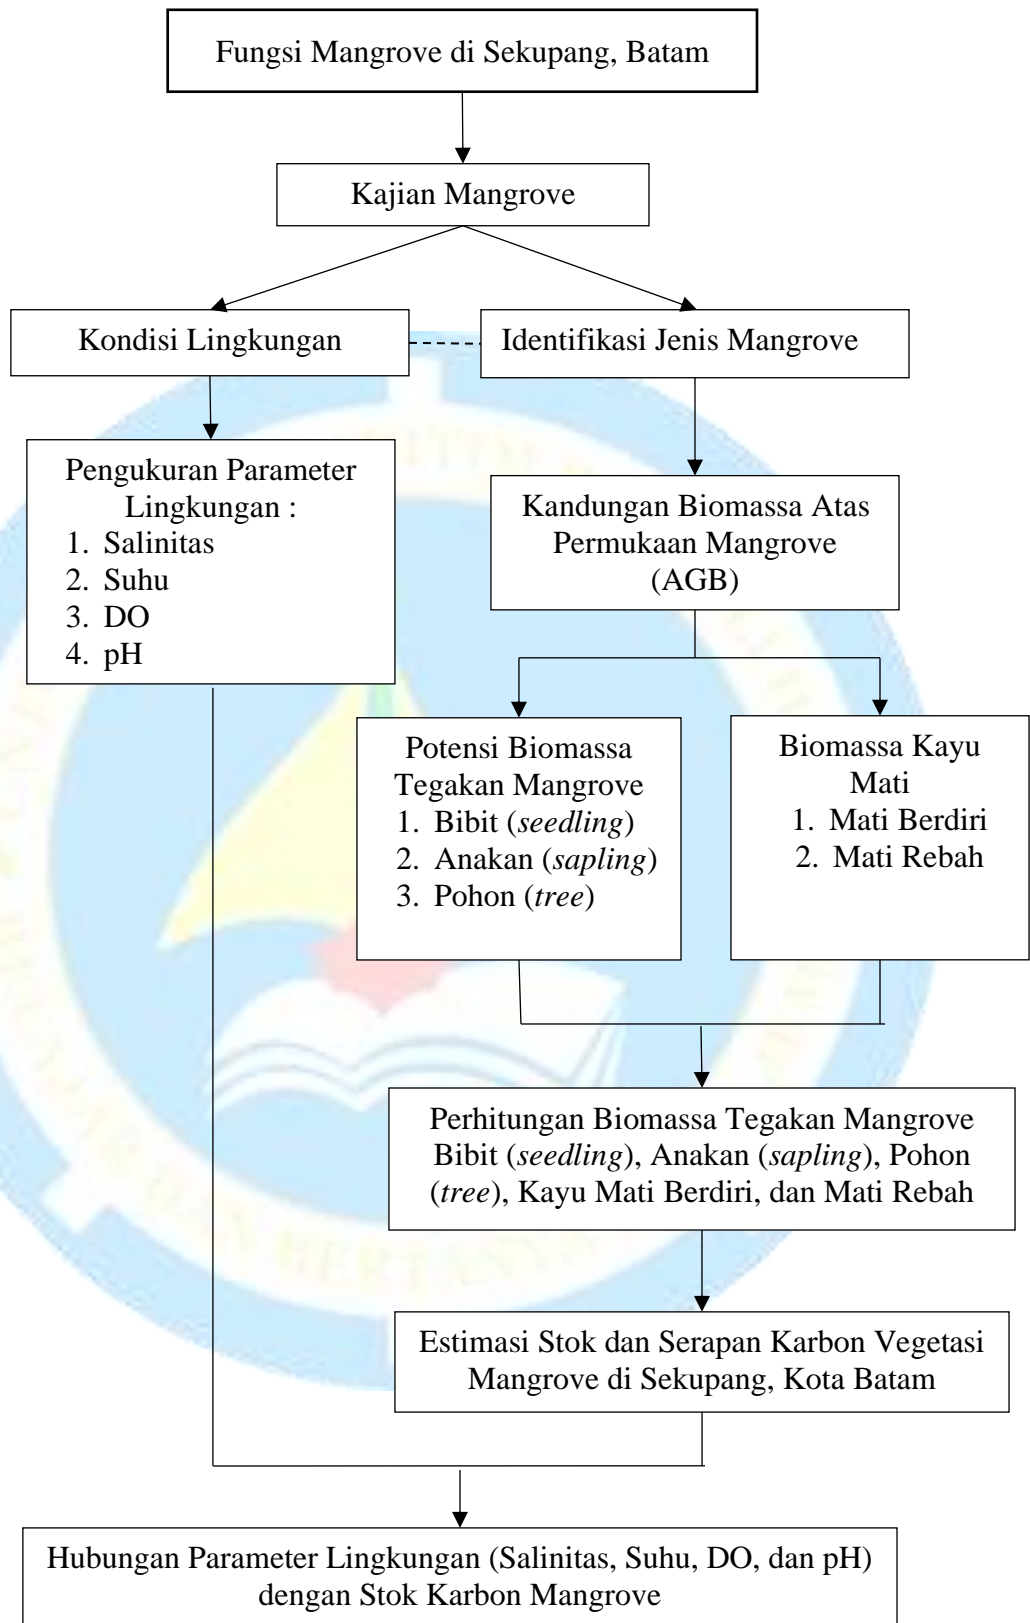 Fungsi Mangrove di Sekupang, Batam
Kajian Mangrove
Kondisi Lingkungan
Identifikasi Jenis Mangrove
Pengukuran Parameter
Lingkungan :
1. Salinitas
2. Suhu
3. DO
4. pH
Kandungan Biomassa Atas
Permukaan Mangrove
(AGB)
Potensi Biomassa
Tegakan Mangrove
1. Bibit (seedling)
2. Anakan (sapling)
3. Pohon (tree)
Biomassa Kayu
Mati
1. Mati Berdiri
2. Mati Rebah
Perhitungan Biomassa Tegakan Mangrove
Bibit (seedling), Anakan (sapling), Pohon
(tree), Kayu Mati Berdiri, dan Mati Rebah
Estimasi Stok dan Serapan Karbon Vegetasi
Mangrove di Sekupang, Kota Batam
Hubungan Parameter Lingkungan (Salinitas, Suhu, DO, dan pH)
dengan Stok Karbon Mangrove